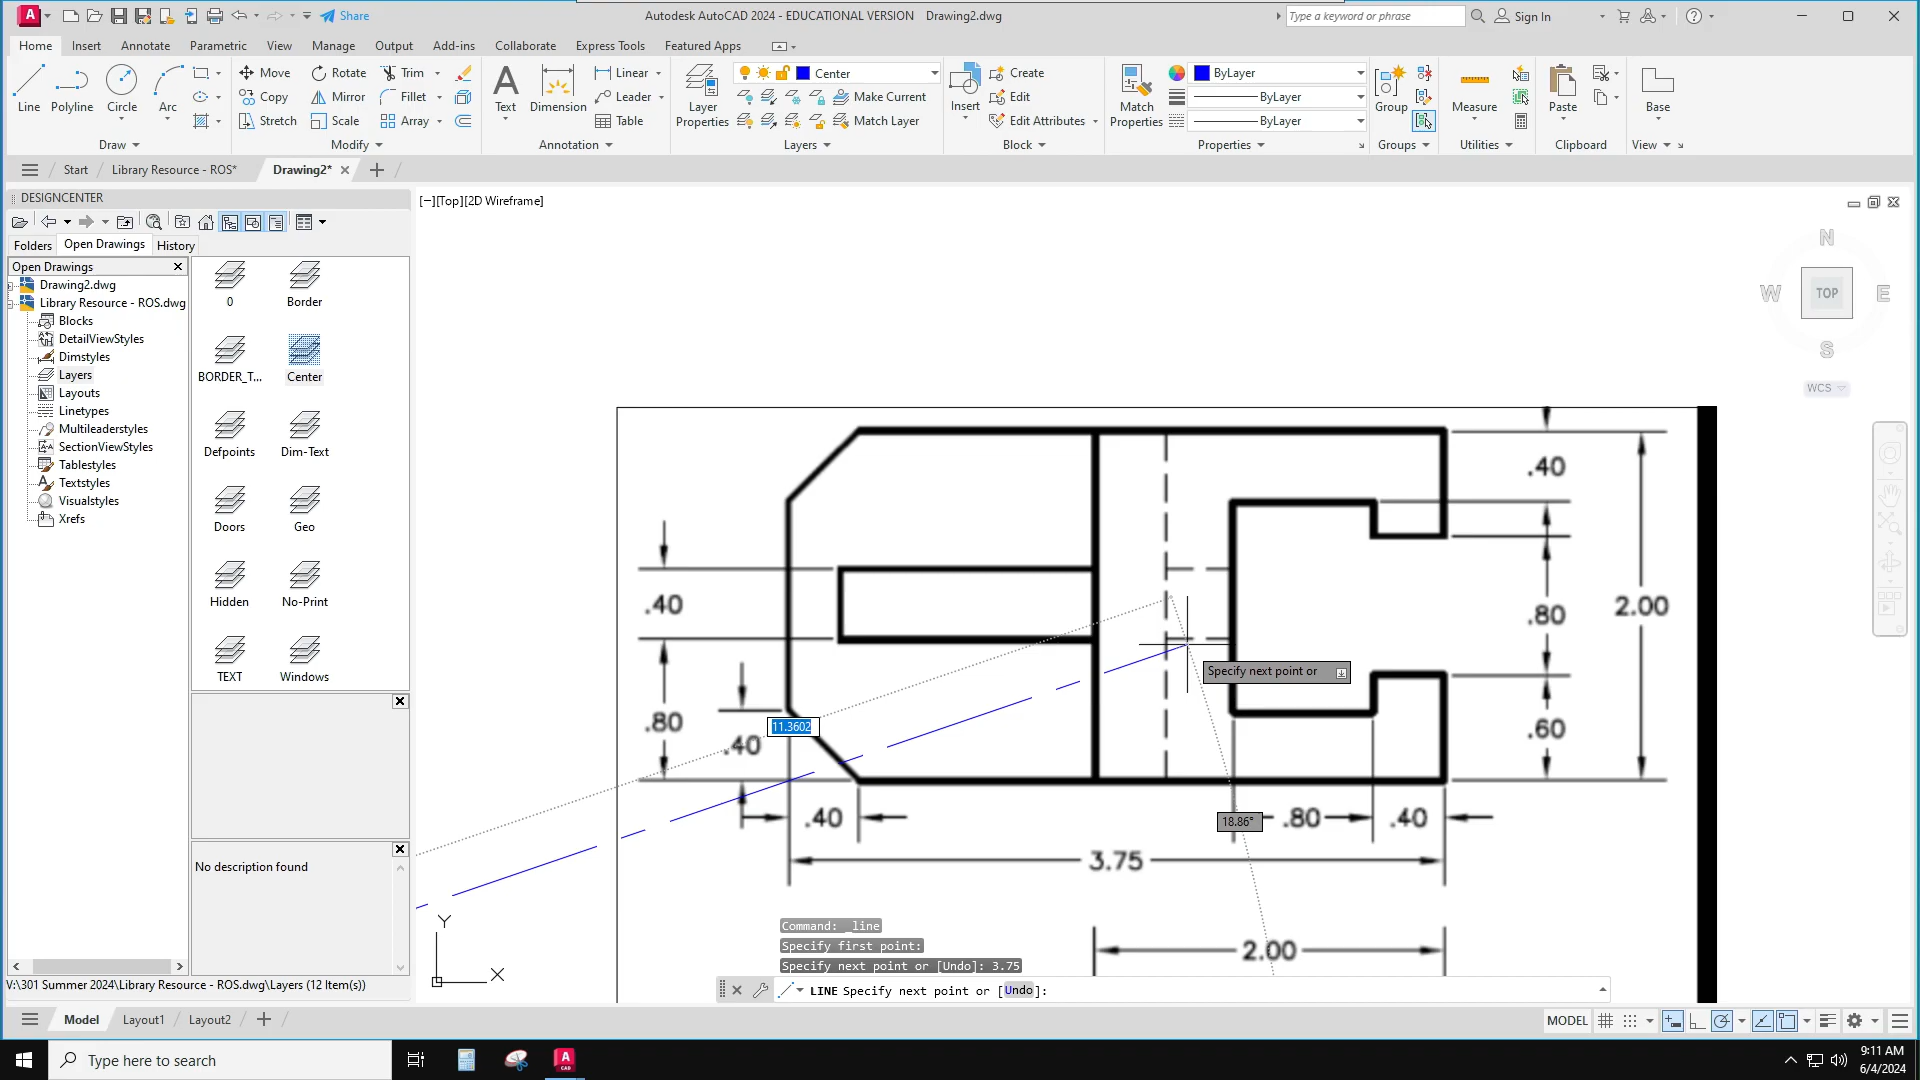 Share
Autodesk AutoCAD 2024 - EDUCATIONAL VERSION Drawing2.dwg
Type a keyword or phrase
Sign In
Home Insert Annotate Parametric View Manage Output Add-ins Collaborate Express Tools Featured Apps
Line
Polyline
Circle
Arc
Draw
Move Rotate Trim
Copy Mirror Fillet
Stretch Scale Array
Modify
Text
Dimension
Linear
Leader
Table
Annotation
Layer
Properties
Center
Make Current
Match Layer
Layers
Insert
Create
Edit
Edit Attributes
Block
Match
Properties
ByLayer
ByLayer
ByLayer
Properties
Group
Groups
Measure
Utilities
Paste
Clipboard
Base
View
Start Library Resource - ROS* Drawing2*
DESIGNCENTER
Folders Open Drawings History
Open Drawings
Drawing2.dwg
Library Resource - ROS.dwg
Blocks
DetailViewStyles
Dimstyles
Layers
Layouts
Linetypes
Multileaderstyles
SectionViewStyles
Tablestyles
Textstyles
Visualstyles
Xrefs
0 Border
BORDER_T... Center
Defpoints Dim-Text
Doors Geo
Hidden No-Print
TEXT Windows
No description found
V:\301 Summer 2024\Library Resource - ROS.dwg\Layers (12 Item(s))
[−][Top][2D Wireframe]
N
W TOP E
S
WCS
.40
.40
.80
2.00
.80
.40
.60
.40
.80
.40
3.75
2.00
Specify next point or
11.3602
18.86°
Y
X
Command: _line
Specify first point:
Specify next point or [Undo]: 3.75
LINE Specify next point or [Undo]:
Model Layout1 Layout2
MODEL
Type here to search
A
CAD
9:11 AM
6/4/2024